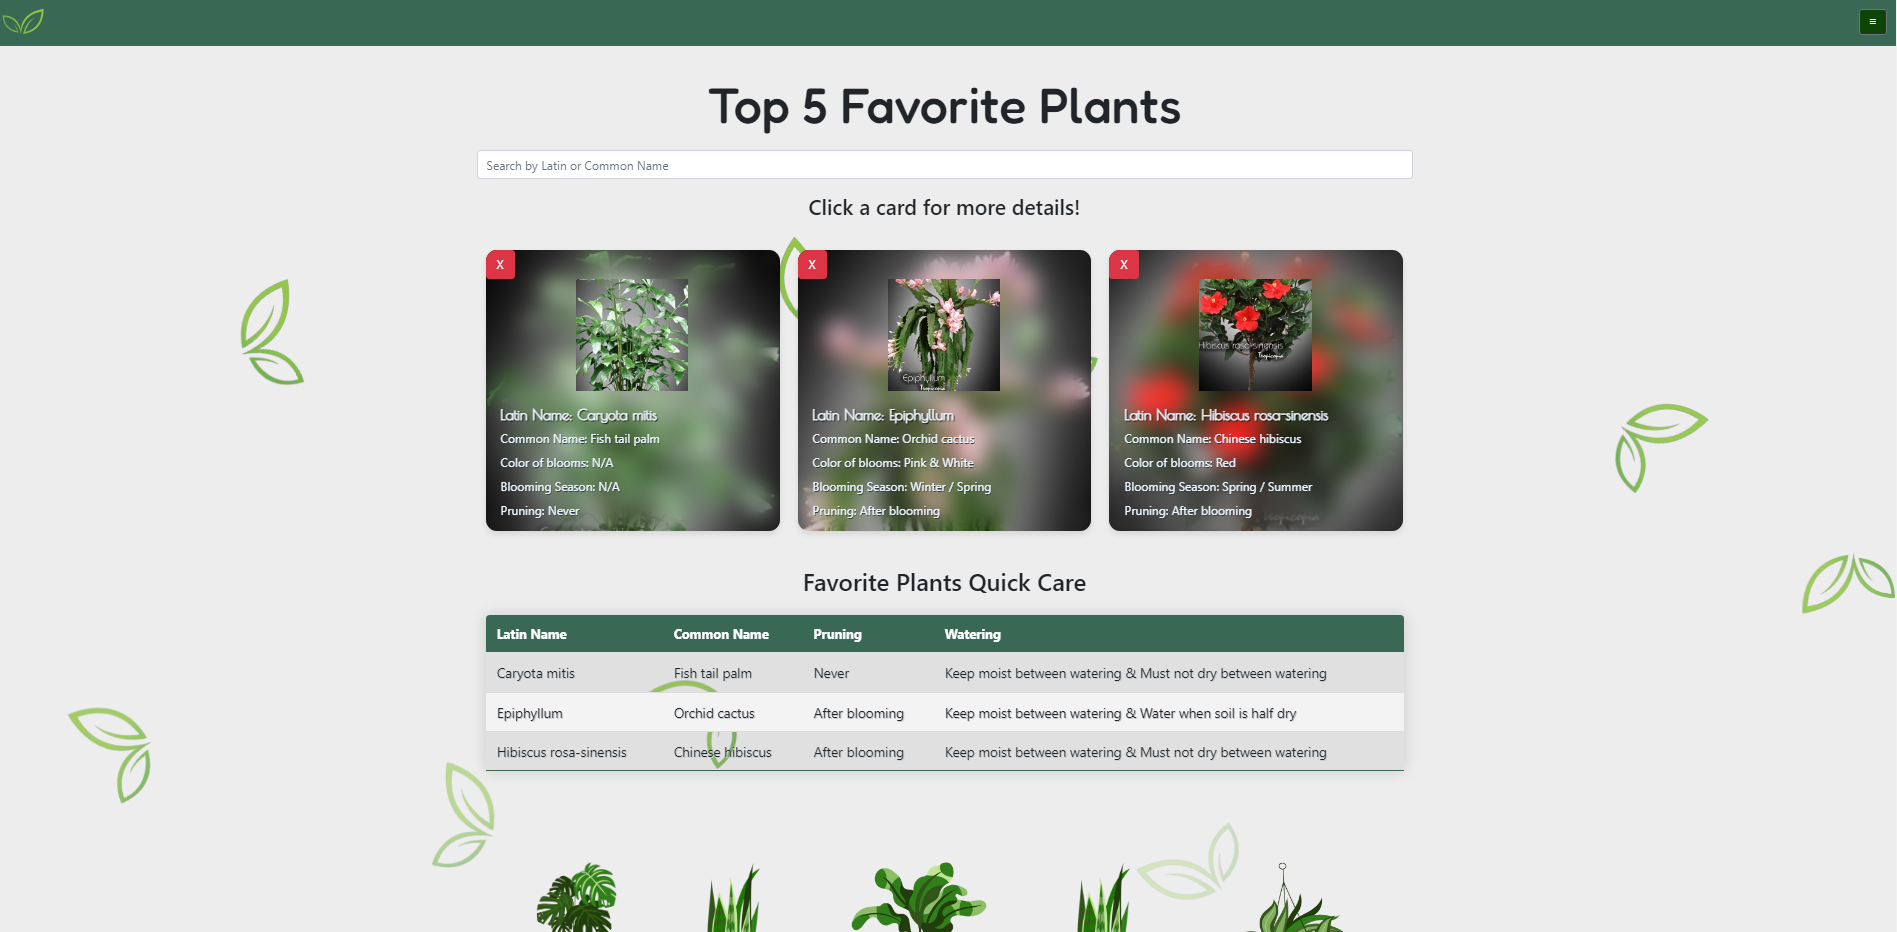 ≡
Top 5 Favorite Plants
Search by Latin or Common Name
Click a card for more details!
X
Latin Name: Caryota mitis
Common Name: Fish tail palm
Color of blooms: N/A
Blooming Season: N/A
Pruning: Never
X
Epiphyllum
Tropicopia
Latin Name: Epiphyllum
Common Name: Orchid cactus
Color of blooms: Pink & White
Blooming Season: Winter / Spring
Pruning: After blooming
X
Hibiscus rosa-sinensis
Tropicopia
Latin Name: Hibiscus rosa-sinensis
Common Name: Chinese hibiscus
Color of blooms: Red
Blooming Season: Spring / Summer
Pruning: After blooming
Tropicopia
Favorite Plants Quick Care
Latin Name Common Name Pruning Watering
Caryota mitis Fish tail palm Never Keep moist between watering & Must not dry between watering
Epiphyllum Orchid cactus After blooming Keep moist between watering & Water when soil is half dry
Hibiscus rosa-sinensis Chinese hibiscus After blooming Keep moist between watering & Must not dry between watering